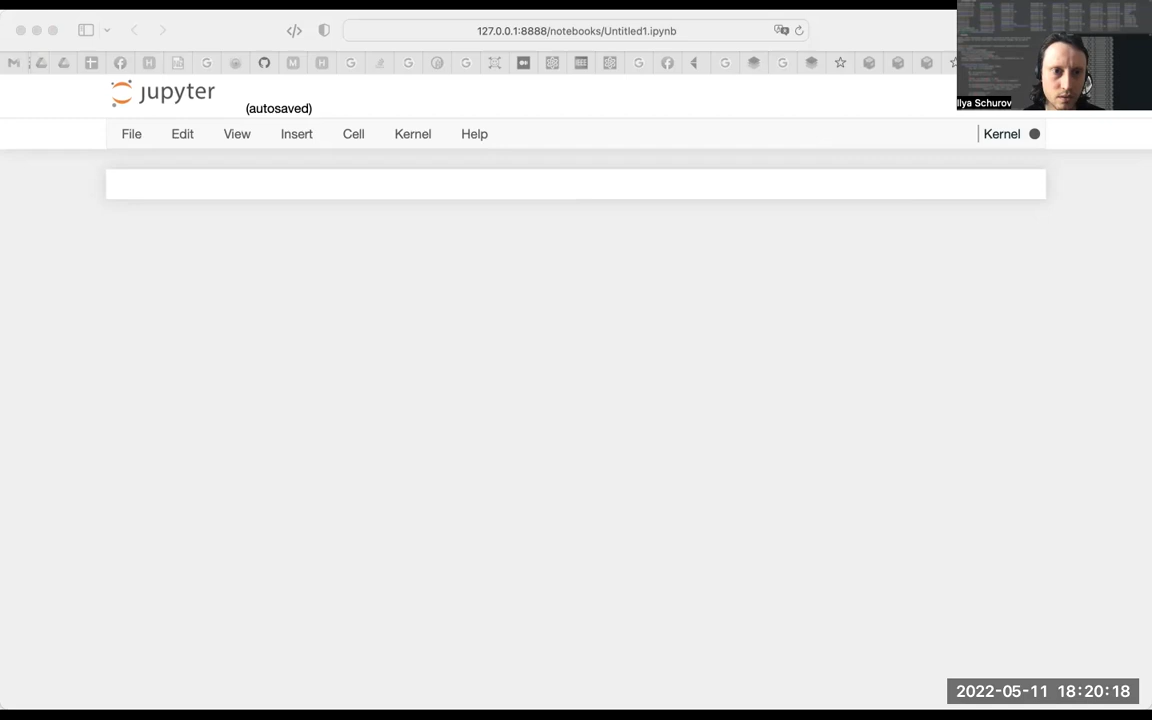 127.0.0.1:8888/notebooks/Untitled1.ipynb
jupyter
(autosaved)
File Edit View Insert Cell Kernel Help Kernel
Ilya Schurov
2022-05-11 18:20:18